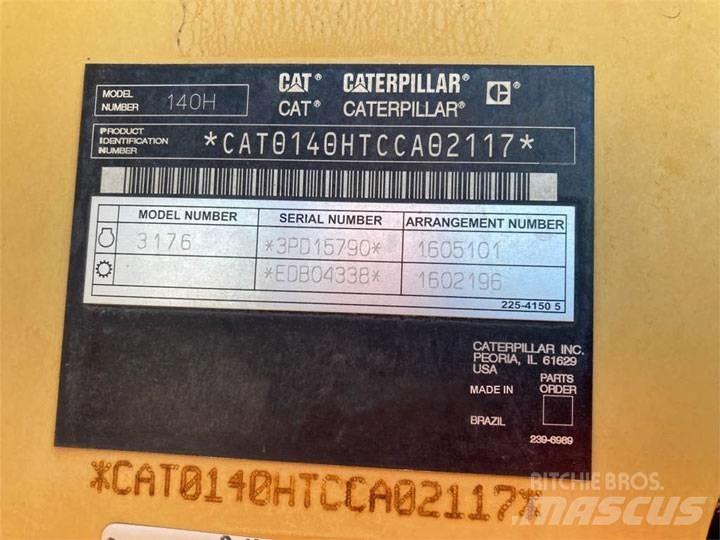 MODEL NUMBER 140H
CAT® CATERPILLAR®
CAT® CATERPILLAR®
PRODUCT IDENTIFICATION NUMBER *CAT0140HTCCA02117*
MODEL NUMBER SERIAL NUMBER ARRANGEMENT NUMBER
3176 *3PD15790* 1605101
*EDB04338* 1602196
225-4150 5
CATERPILLAR INC.
PEORIA, IL 61629
USA
MADE IN
BRAZIL
PARTS ORDER
239-6989
*CAT0140HTCCA02117*
RITCHIE BROS.
MASCUS